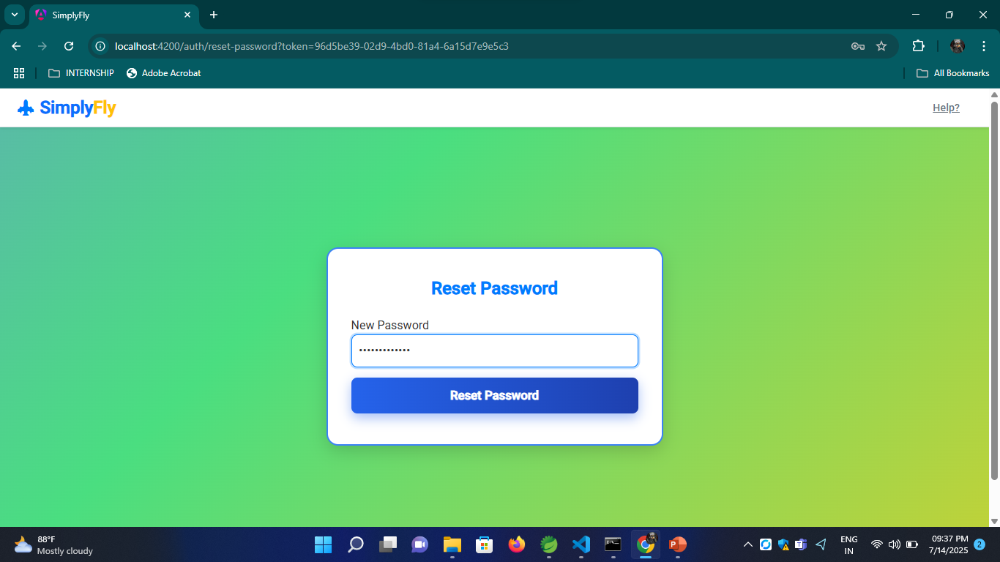 SimplyFly
localhost:4200/auth/reset-password?token=96d5be39-02d9-4bd0-81a4-6a15d7e9e5c3
INTERNSHIP
Adobe Acrobat
All Bookmarks
SimplyFly
Help?
Reset Password
New Password
•••••••••••••
Reset Password
88°F
Mostly cloudy
ENG
IN
09:37 PM
7/14/2025
2